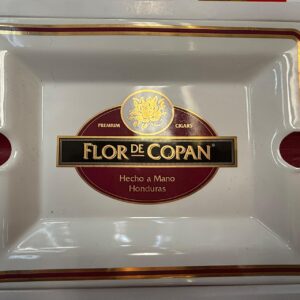 PREMIUM CIGARS
FLOR DE COPAN®
Hecho a Mano
Honduras